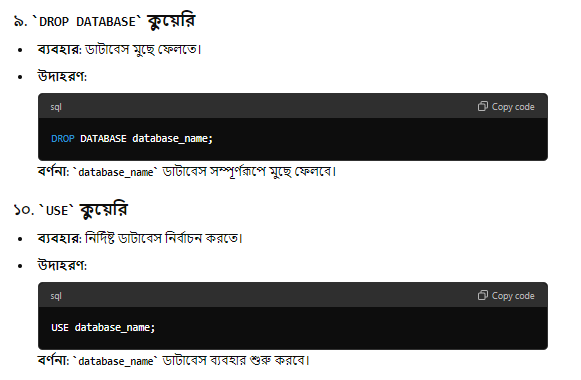 ৯. `DROP DATABASE` কুয়েরি
• ব্যবহার: ডাটাবেস মুছে ফেলতে।
• উদাহরণ:
sql Copy code
DROP DATABASE database_name;
বর্ণনা: `database_name` ডাটাবেস সম্পূর্ণরূপে মুছে ফেলবে।
১০. `USE` কুয়েরি
• ব্যবহার: নির্দিষ্ট ডাটাবেস নির্বাচন করতে।
• উদাহরণ:
sql Copy code
USE database_name;
বর্ণনা: `database_name` ডাটাবেস ব্যবহার শুরু করবে।